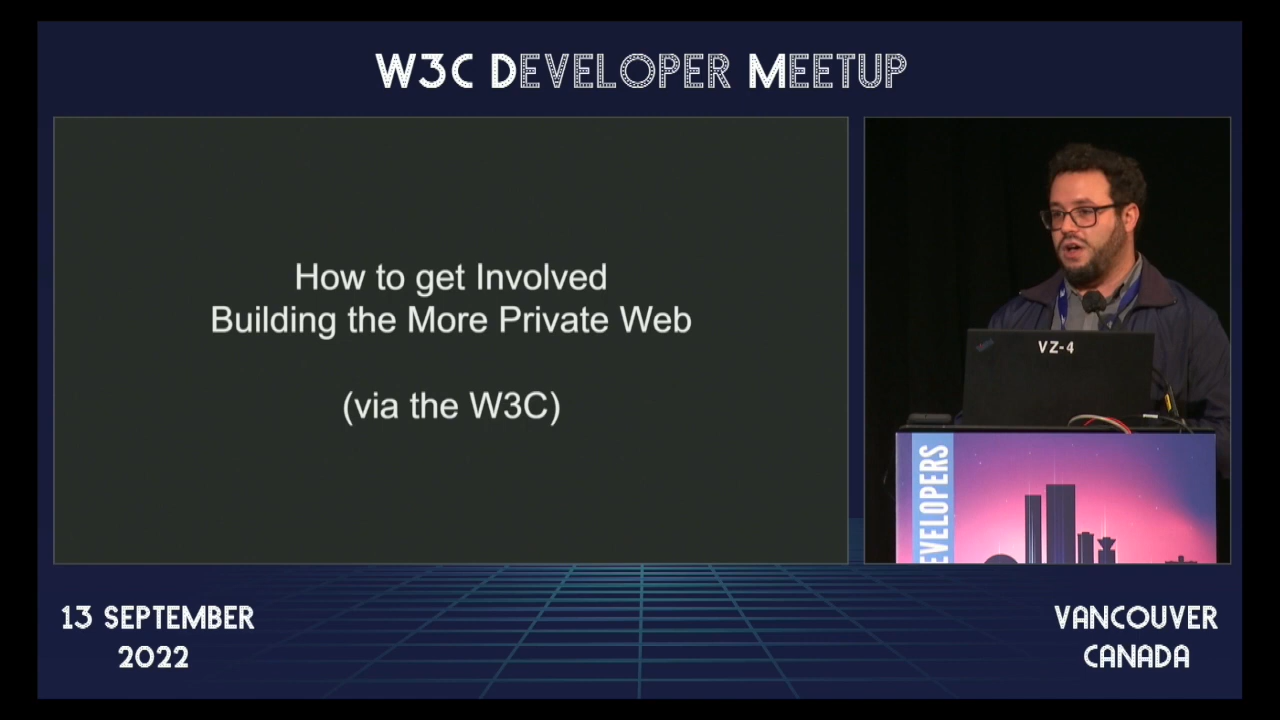 W3C DEVELOPER MEETUP
How to get Involved
Building the More Private Web
(via the W3C)
VZ-4
EVELOPERS
13 SEPTEMBER
2022
VANCOUVER
CANADA